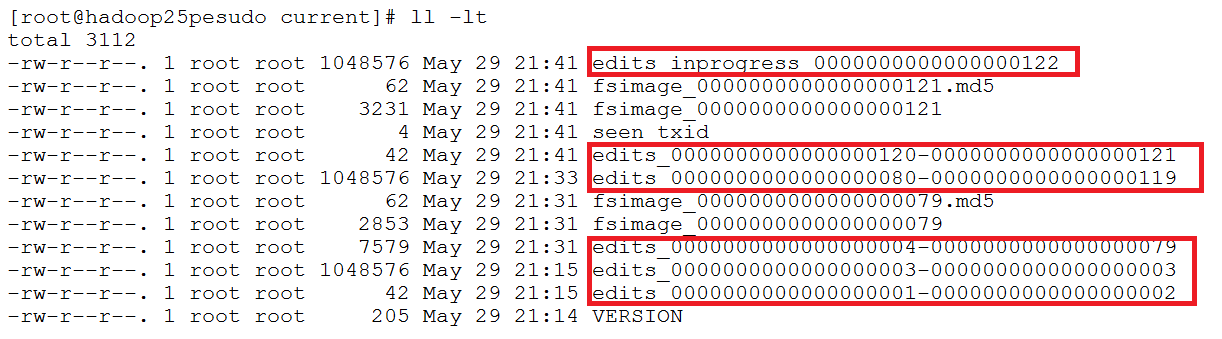 [root@hadoop25pesudo current]# ll -lt
total 3112
-rw-r--r--. 1 root root 1048576 May 29 21:41 edits_inprogress_0000000000000000122
-rw-r--r--. 1 root root      62 May 29 21:41 fsimage_0000000000000000121.md5
-rw-r--r--. 1 root root    3231 May 29 21:41 fsimage_0000000000000000121
-rw-r--r--. 1 root root       4 May 29 21:41 seen_txid
-rw-r--r--. 1 root root      42 May 29 21:41 edits_0000000000000000120-0000000000000000121
-rw-r--r--. 1 root root 1048576 May 29 21:33 edits_0000000000000000080-0000000000000000119
-rw-r--r--. 1 root root      62 May 29 21:31 fsimage_0000000000000000079.md5
-rw-r--r--. 1 root root    2853 May 29 21:31 fsimage_0000000000000000079
-rw-r--r--. 1 root root    7579 May 29 21:31 edits_0000000000000000004-0000000000000000079
-rw-r--r--. 1 root root 1048576 May 29 21:15 edits_0000000000000000003-0000000000000000003
-rw-r--r--. 1 root root      42 May 29 21:15 edits_0000000000000000001-0000000000000000002
-rw-r--r--. 1 root root     205 May 29 21:14 VERSION